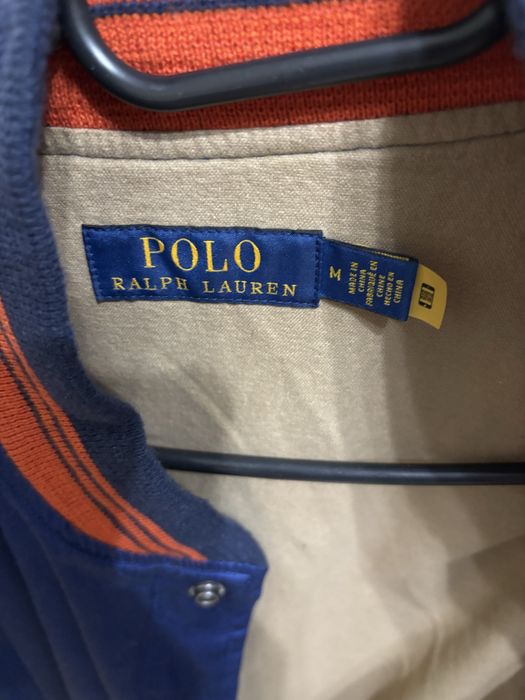 POLO
RALPH LAUREN
M
MADE IN
CHINA
FABRIQUÉ EN
CHINE
HECHO EN
CHINA